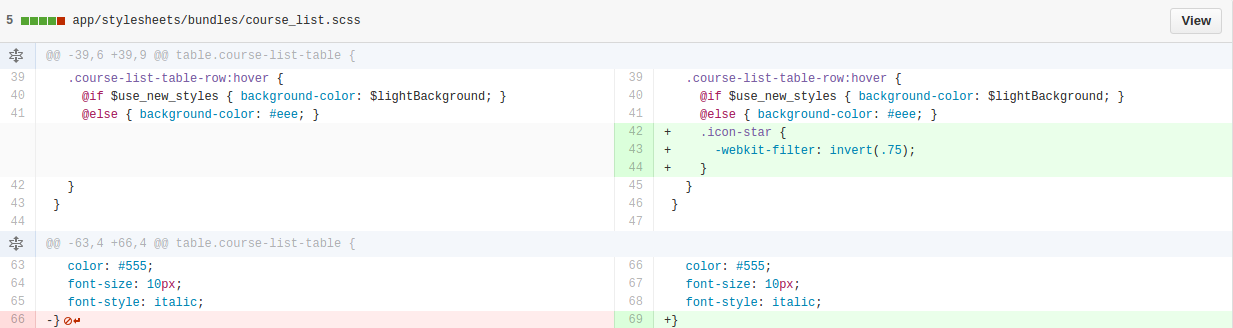 5 app/stylesheets/bundles/course_list.scss View
@@ -39,6 +39,9 @@ table.course-list-table {
39 .course-list-table-row:hover { 39 .course-list-table-row:hover {
40 @if $use_new_styles { background-color: $lightBackground; } 40 @if $use_new_styles { background-color: $lightBackground; }
41 @else { background-color: #eee; } 41 @else { background-color: #eee; }
42 + .icon-star {
43 + -webkit-filter: invert(.75);
44 + }
42 } 45 }
43 } 46 }
44 47
@@ -63,4 +66,4 @@ table.course-list-table {
63 color: #555; 66 color: #555;
64 font-size: 10px; 67 font-size: 10px;
65 font-style: italic; 68 font-style: italic;
66 -} 69 +}